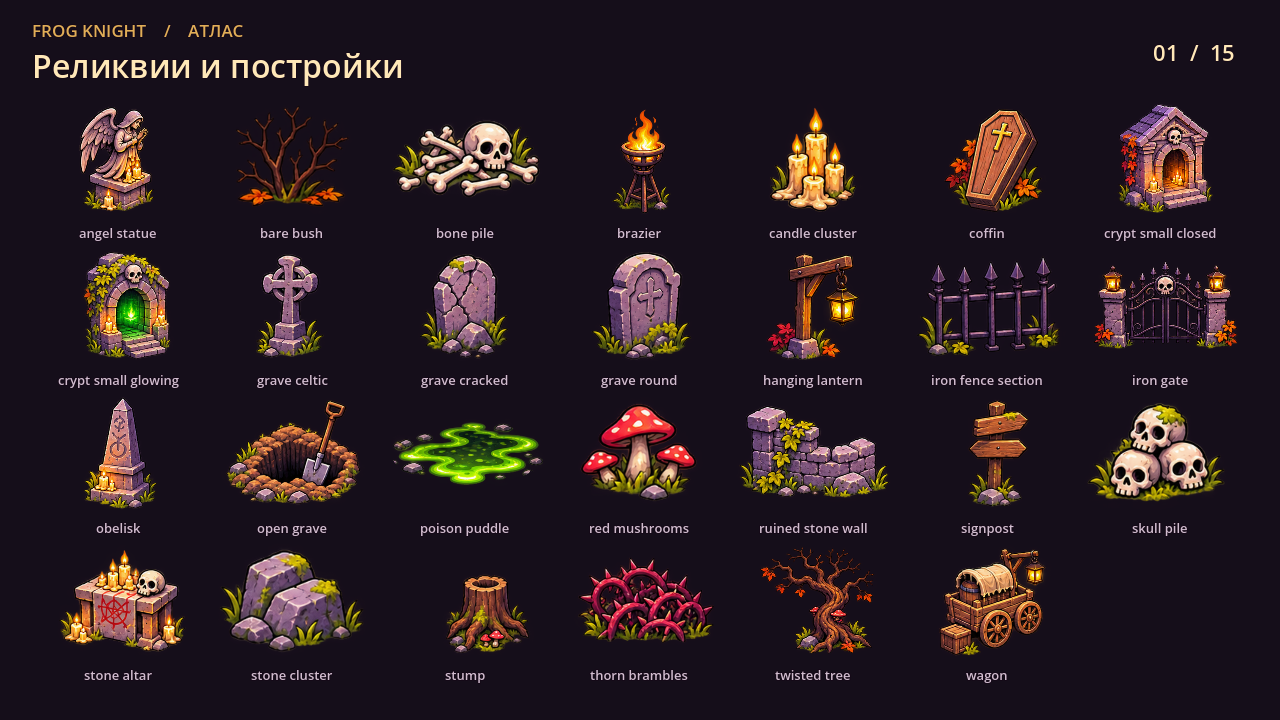 FROG KNIGHT / АТЛАС
Реликвии и постройки
01 / 15
angel statue
bare bush
bone pile
brazier
candle cluster
coffin
crypt small closed
crypt small glowing
grave celtic
grave cracked
grave round
hanging lantern
iron fence section
iron gate
obelisk
open grave
poison puddle
red mushrooms
ruined stone wall
signpost
skull pile
stone altar
stone cluster
stump
thorn brambles
twisted tree
wagon